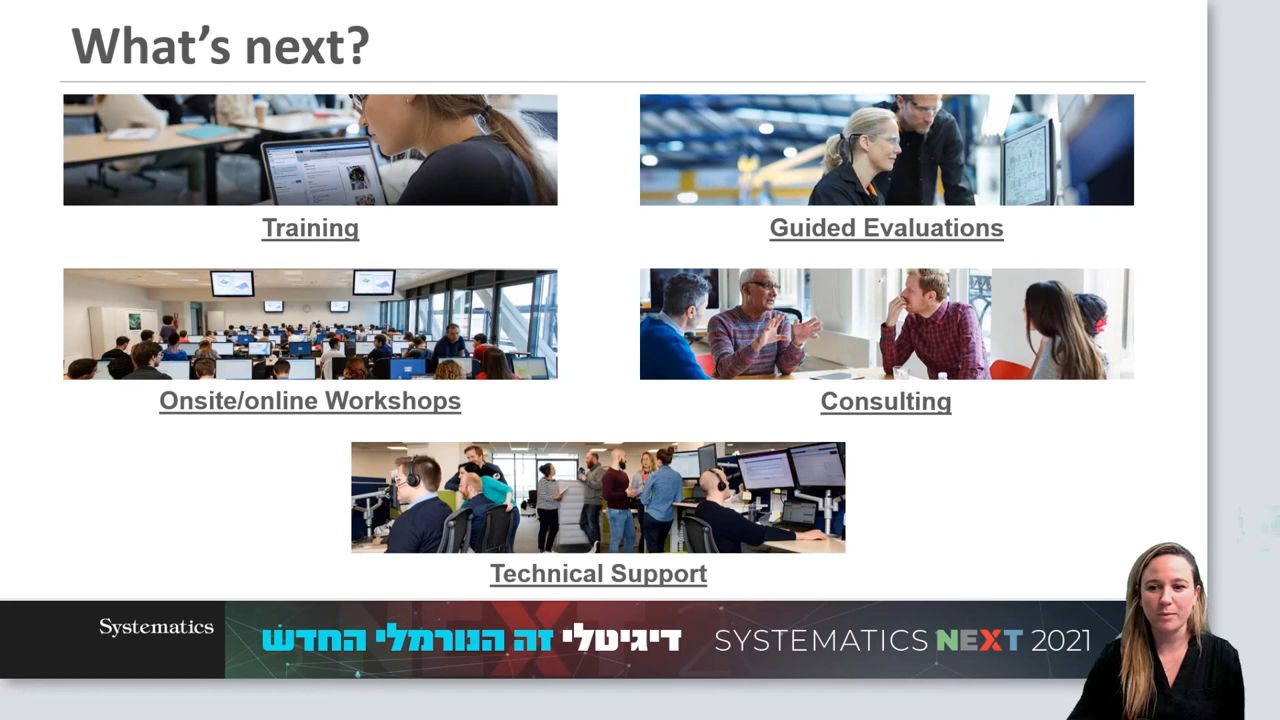 What's next?
Training
Guided Evaluations
Onsite/online Workshops
Consulting
Technical Support
Systematics
דיגיטלי זה הנורמלי החדש
SYSTEMATICS NEXT 2021